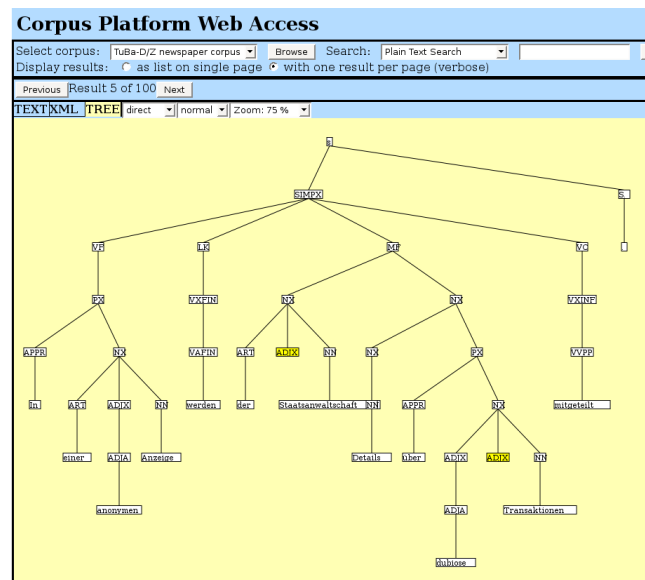 Corpus Platform Web Access
Select corpus: TuBa-D/Z newspaper corpus Browse Search: Plain Text Search
Display results: as list on single page with one result per page (verbose)
Previous Result 5 of 100 Next
TEXT XML TREE direct normal Zoom: 75 %
s
SIMPX S
VF LK MF VC
PX VXFIN NX NX VXINF
APPR NX VAFIN ART ADJX NN NX PX VVPP
In ART ADJX NN werden der Staatsanwaltschaft NN APPR NX mitgeteilt
einer ADJA Anzeige Details über ADJX ADJX NN
anonymen ADJA Transaktionen
dubiose